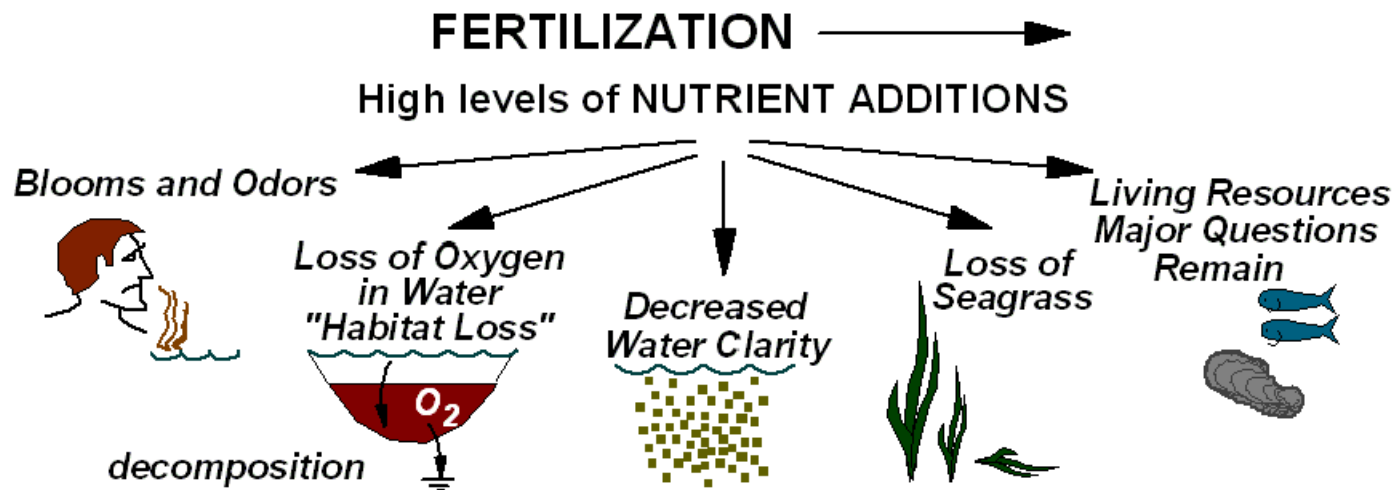 FERTILIZATION
High levels of NUTRIENT ADDITIONS
Blooms and Odors
Loss of Oxygen
in Water
"Habitat Loss"
O2
decomposition
Decreased
Water Clarity
Loss of
Seagrass
Living Resources
Major Questions
Remain